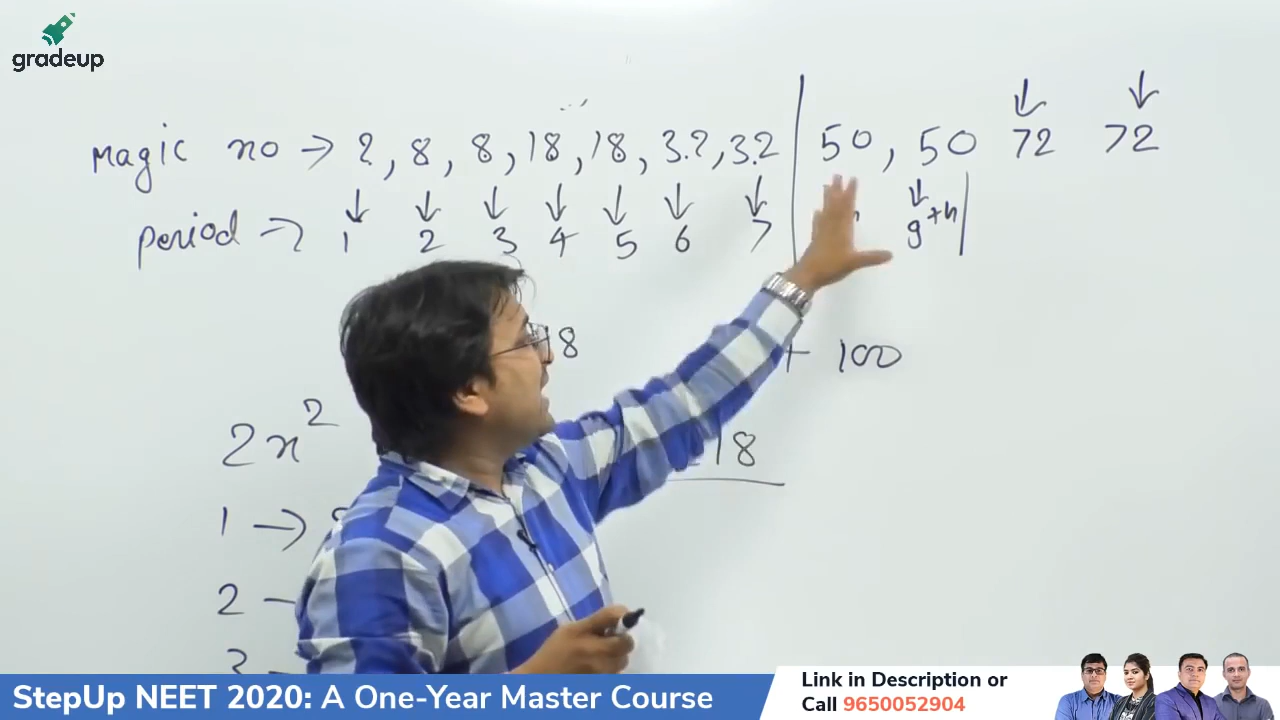 gradeup
Magic no → 2, 8, 8, 18, 18, 32, 32 50, 50 72 72
period → 1 2 3 4 5 6 7 9th
8
+ 100
2n²
18
1 →
2 –
3 –
StepUp NEET 2020: A One-Year Master Course
Link in Description or
Call 9650052904